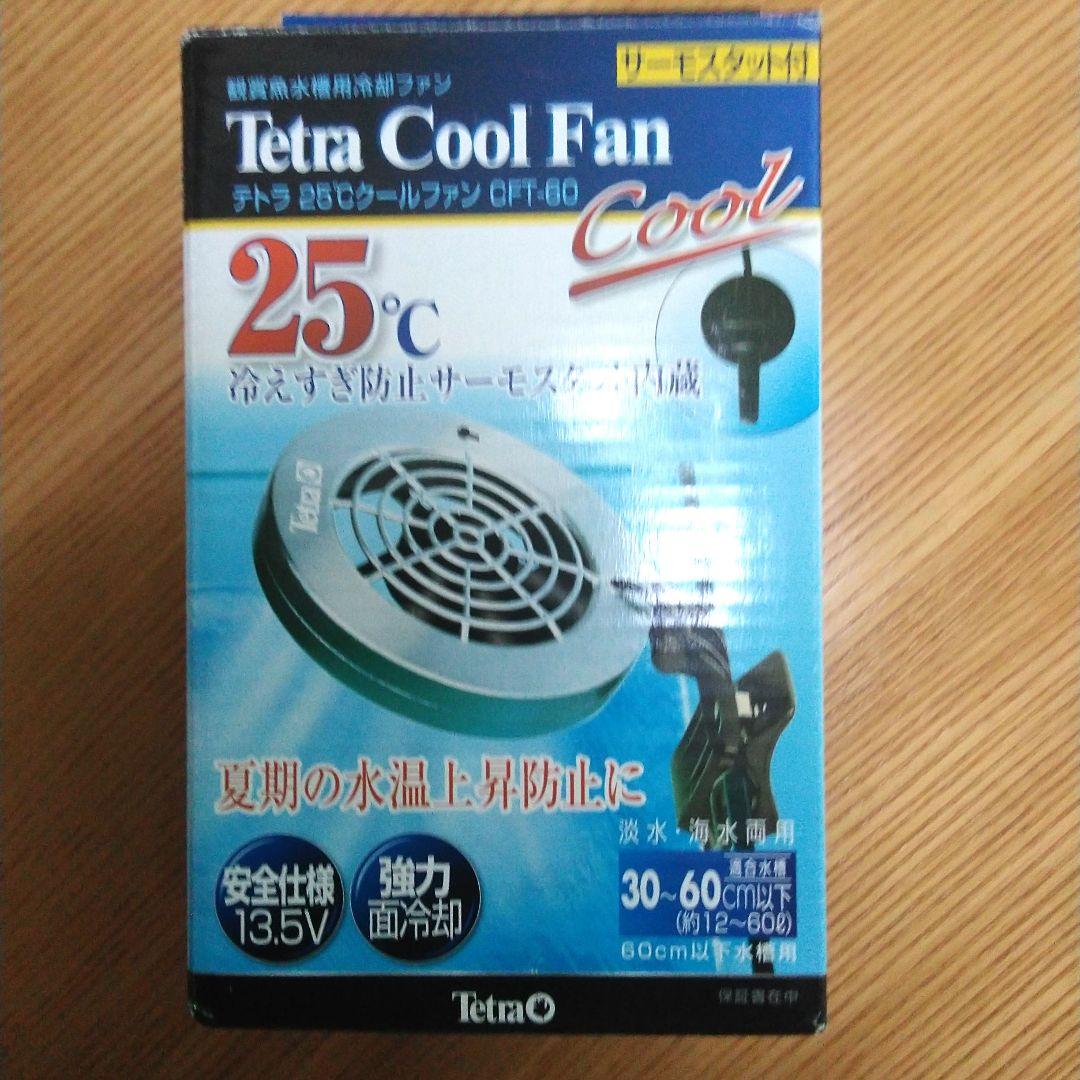 サーモスタット付
観賞魚水槽用冷却ファン
Tetra Cool Fan
テトラ 25℃クールファン CFT-60
Cool
25℃
冷えすぎ防止サーモスタット内蔵
Tetra
夏期の水温上昇防止に
淡水・海水両用
安全仕様
13.5V
強力
面冷却
適合水槽
30~60cm以下
(約12~60ℓ)
60cm以下水槽用
Tetra
保証書在中